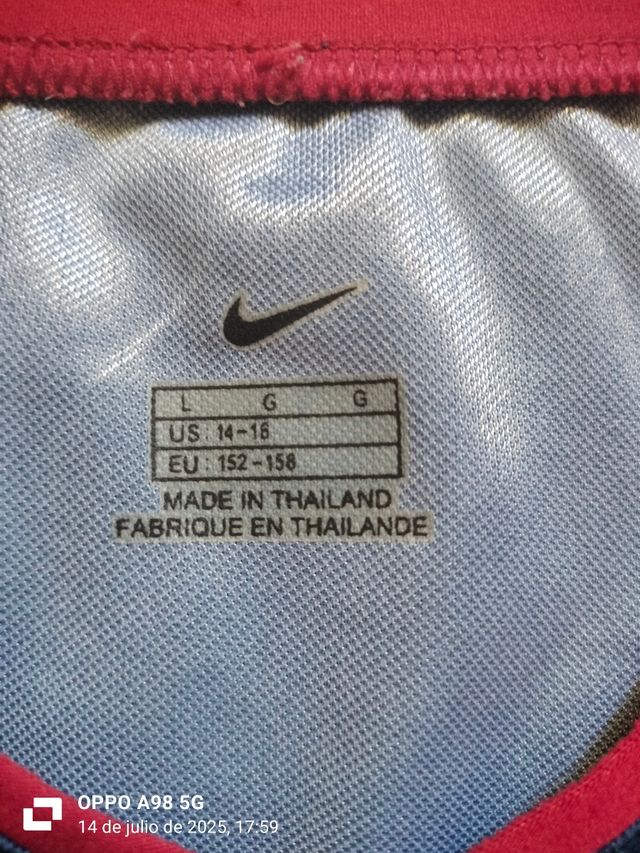 L G G
US: 14-16
EU: 152-158
MADE IN THAILAND
FABRIQUE EN THAILANDE
OPPO A98 5G
14 de julio de 2025, 17:59